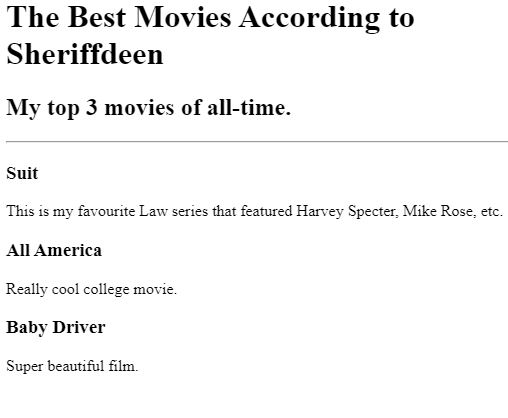 The Best Movies According to
Sheriffdeen
My top 3 movies of all-time.
Suit
This is my favourite Law series that featured Harvey Specter, Mike Rose, etc.
All America
Really cool college movie.
Baby Driver
Super beautiful film.